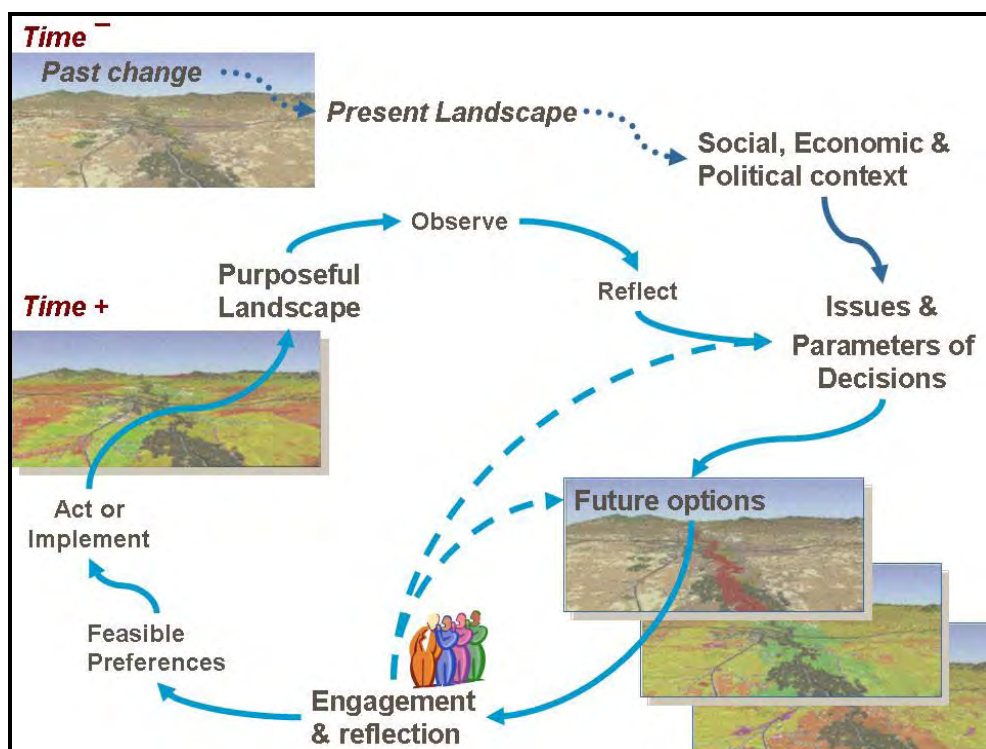 Time –
Past change
Present Landscape
Social, Economic &
Political context
Observe
Purposeful
Landscape
Reflect
Time +
Issues &
Parameters of
Decisions
Future options
Act or
Implement
Feasible
Preferences
Engagement
& reflection